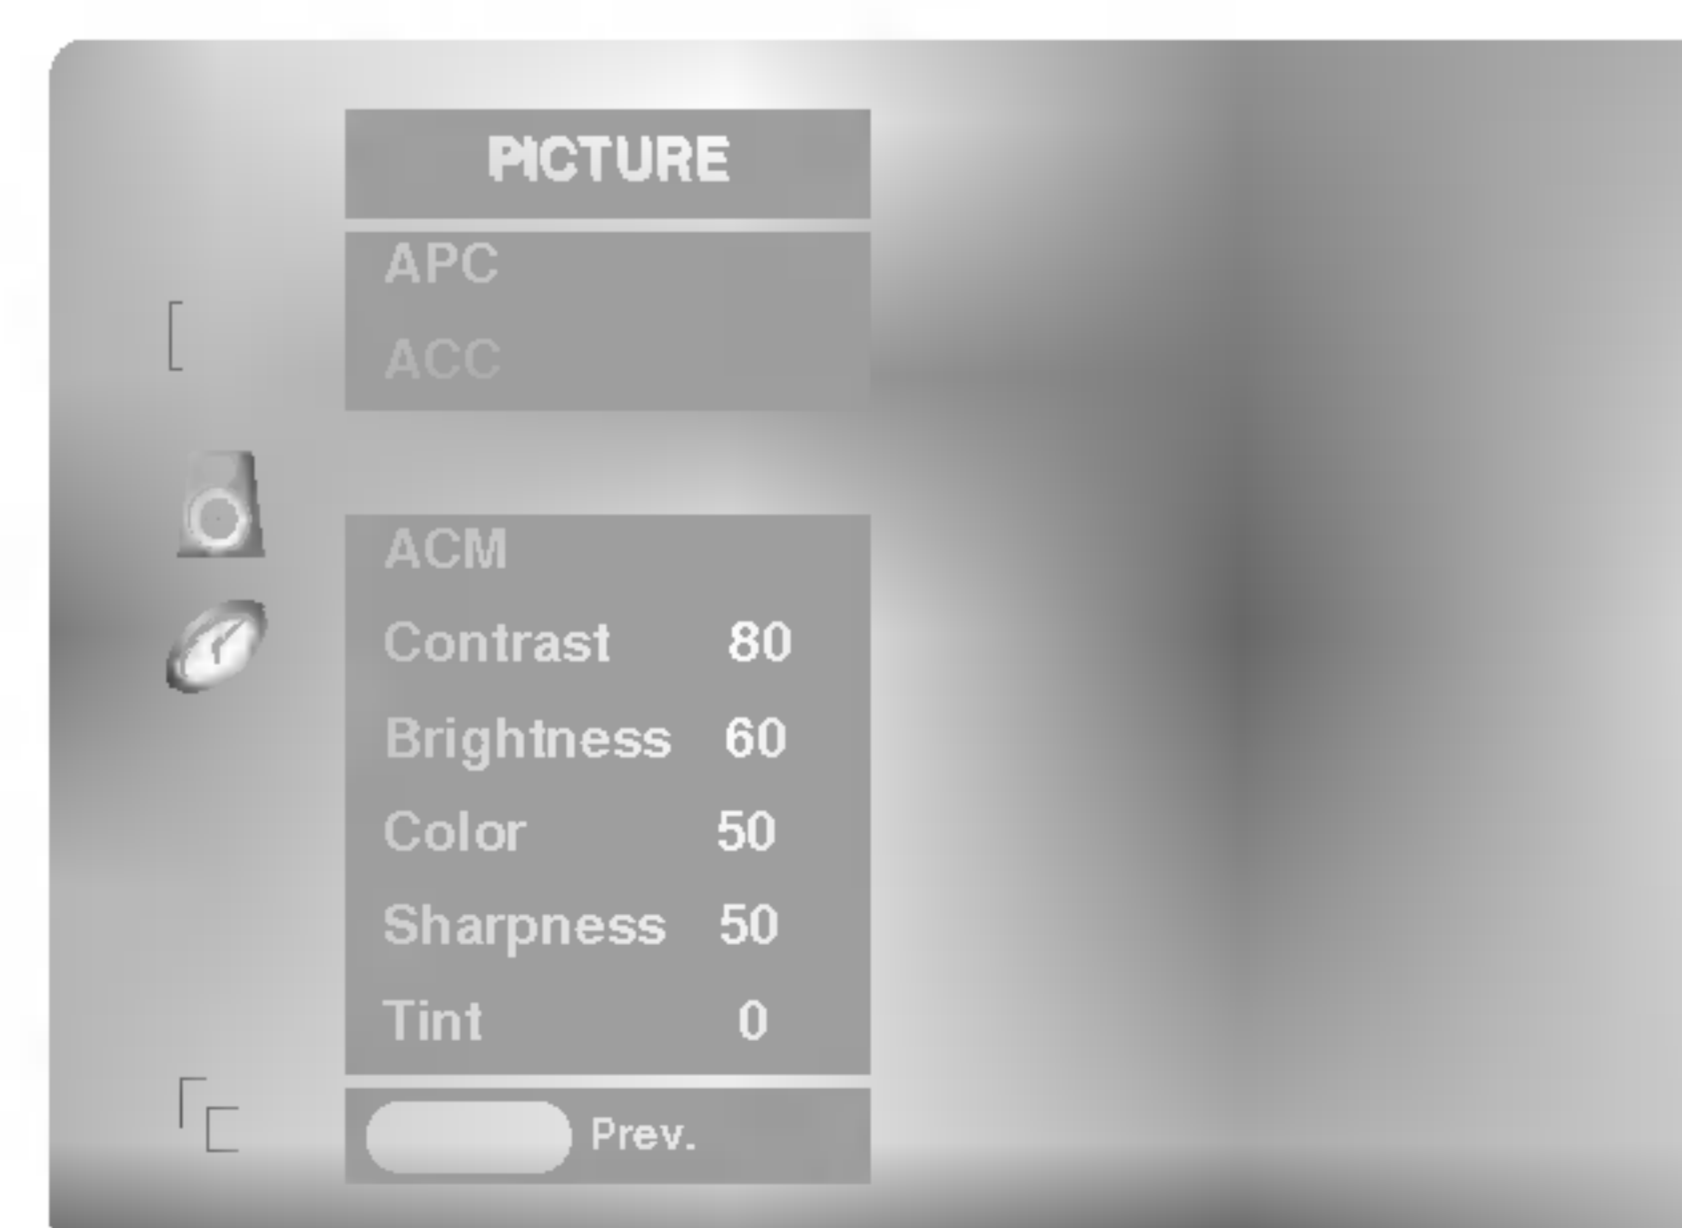 PICTURE
APC
ACC
ACM
Contrast 80
Brightness 60
Color 50
Sharpness 50
Tint 0
Prev.